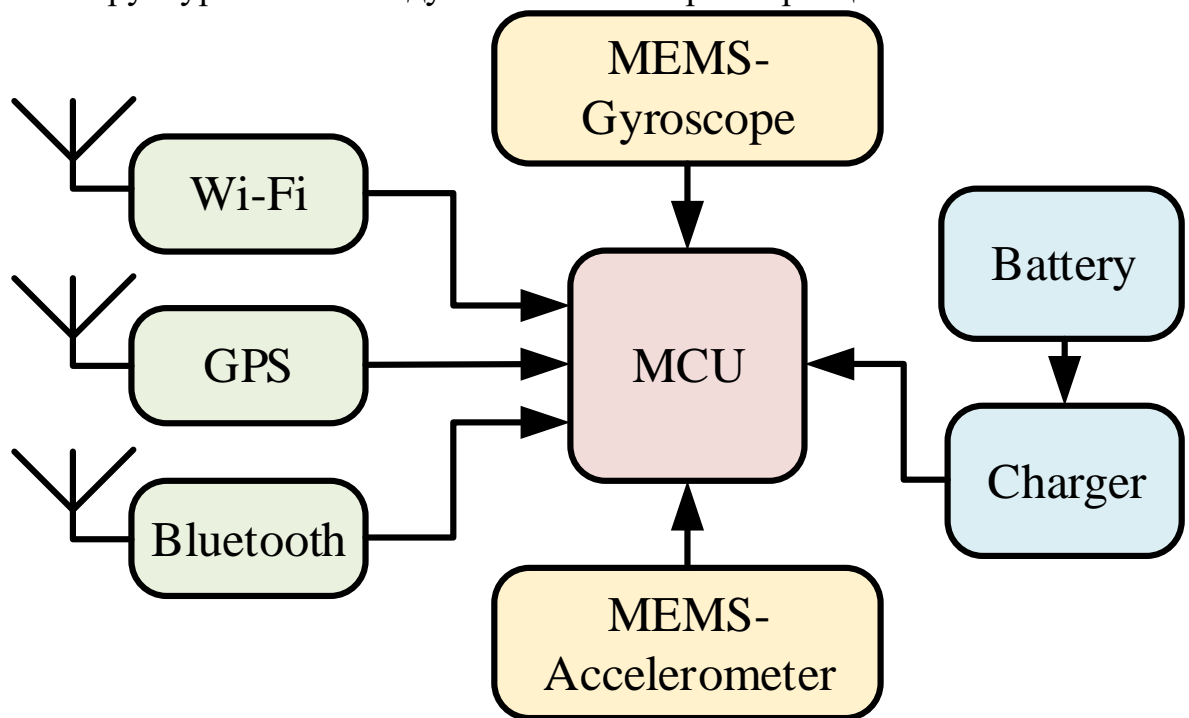 MEMS-
Gyroscope
Wi-Fi
Battery
GPS
MCU
Charger
Bluetooth
MEMS-
Accelerometer